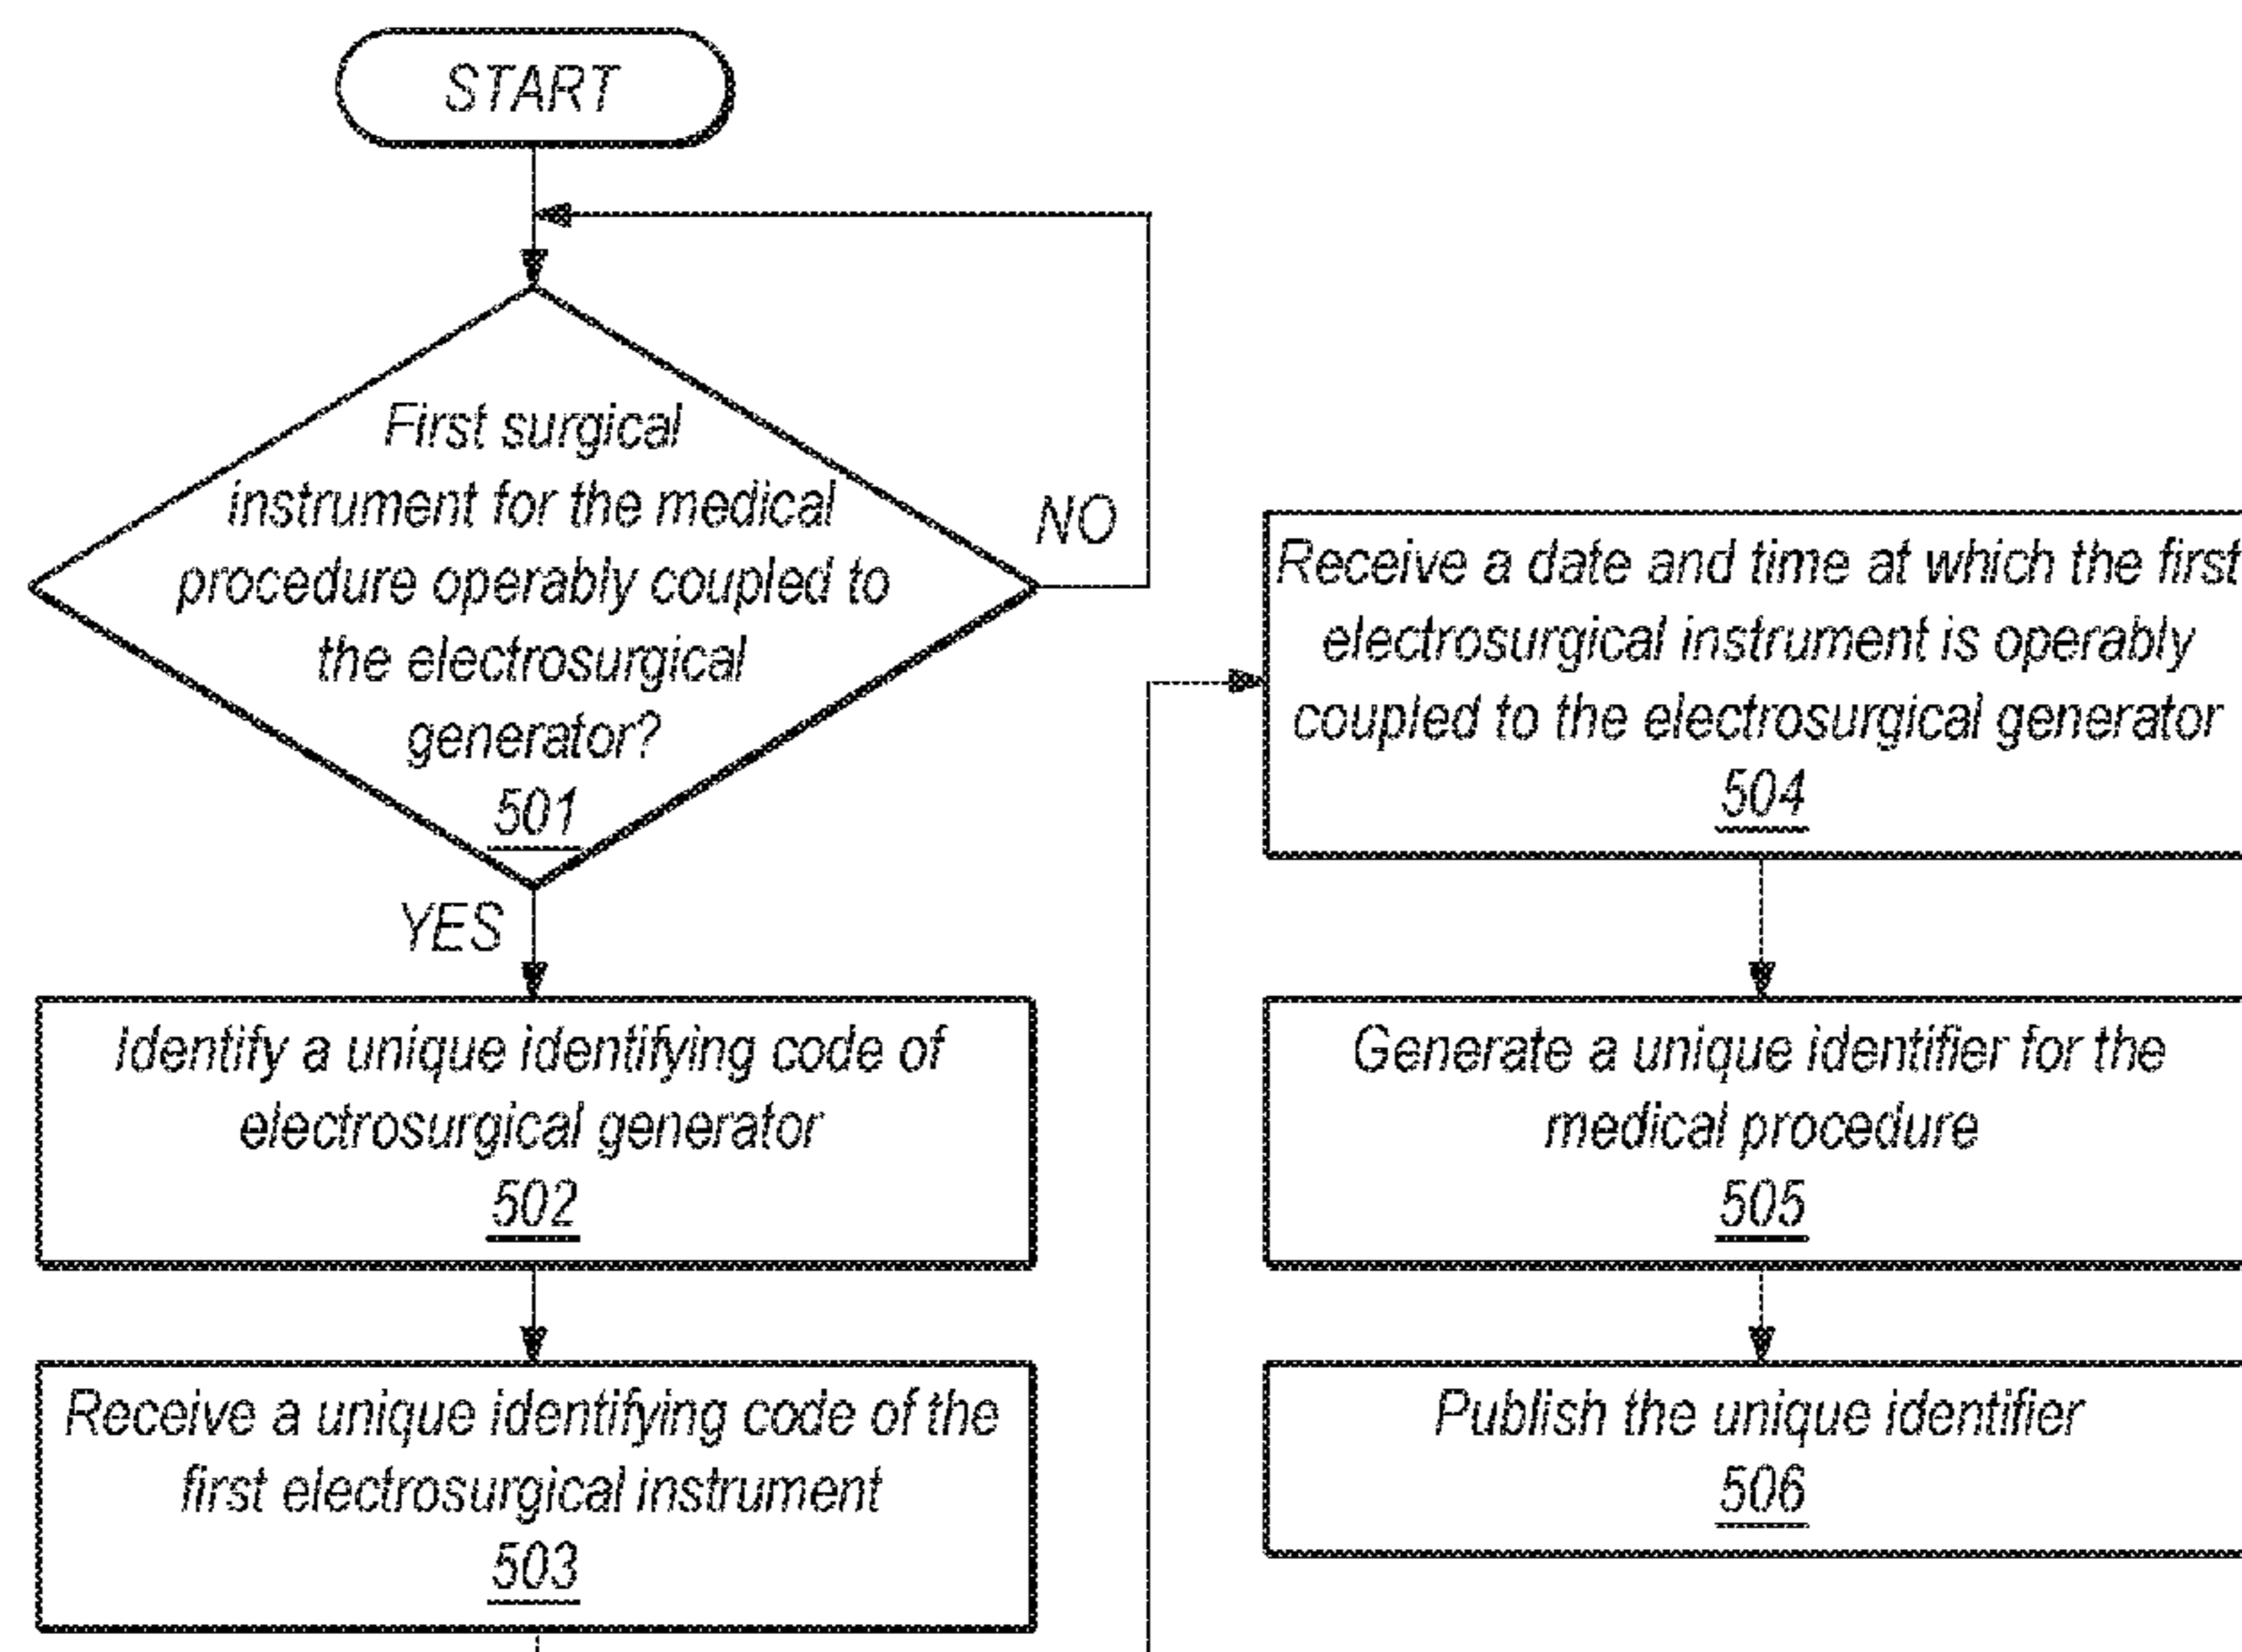 START
First surgical
instrument for the medical
procedure operably coupled to
the electrosurgical
generator?
501
NO
YES
Identify a unique identifying code of
electrosurgical generator
502
Receive a unique identifying code of the
first electrosurgical instrument
503
Receive a date and time at which the first
electrosurgical instrument is operably
coupled to the electrosurgical generator
504
Generate a unique identifier for the
medical procedure
505
Publish the unique identifier
506